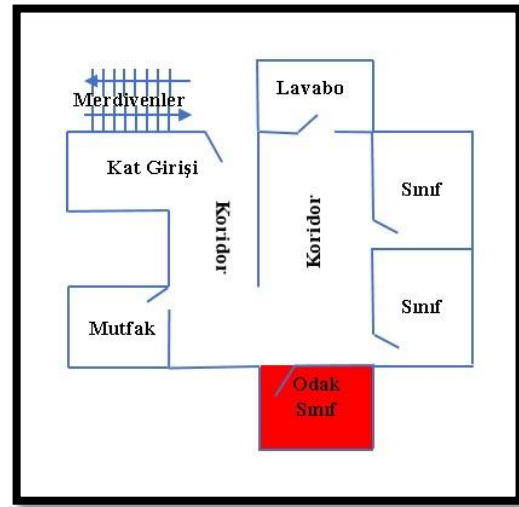 Merdivenler
Lavabo
Kat Girişi
Sınıf
Koridor
Koridor
Mutfak
Sınıf
Odak
Sınıf